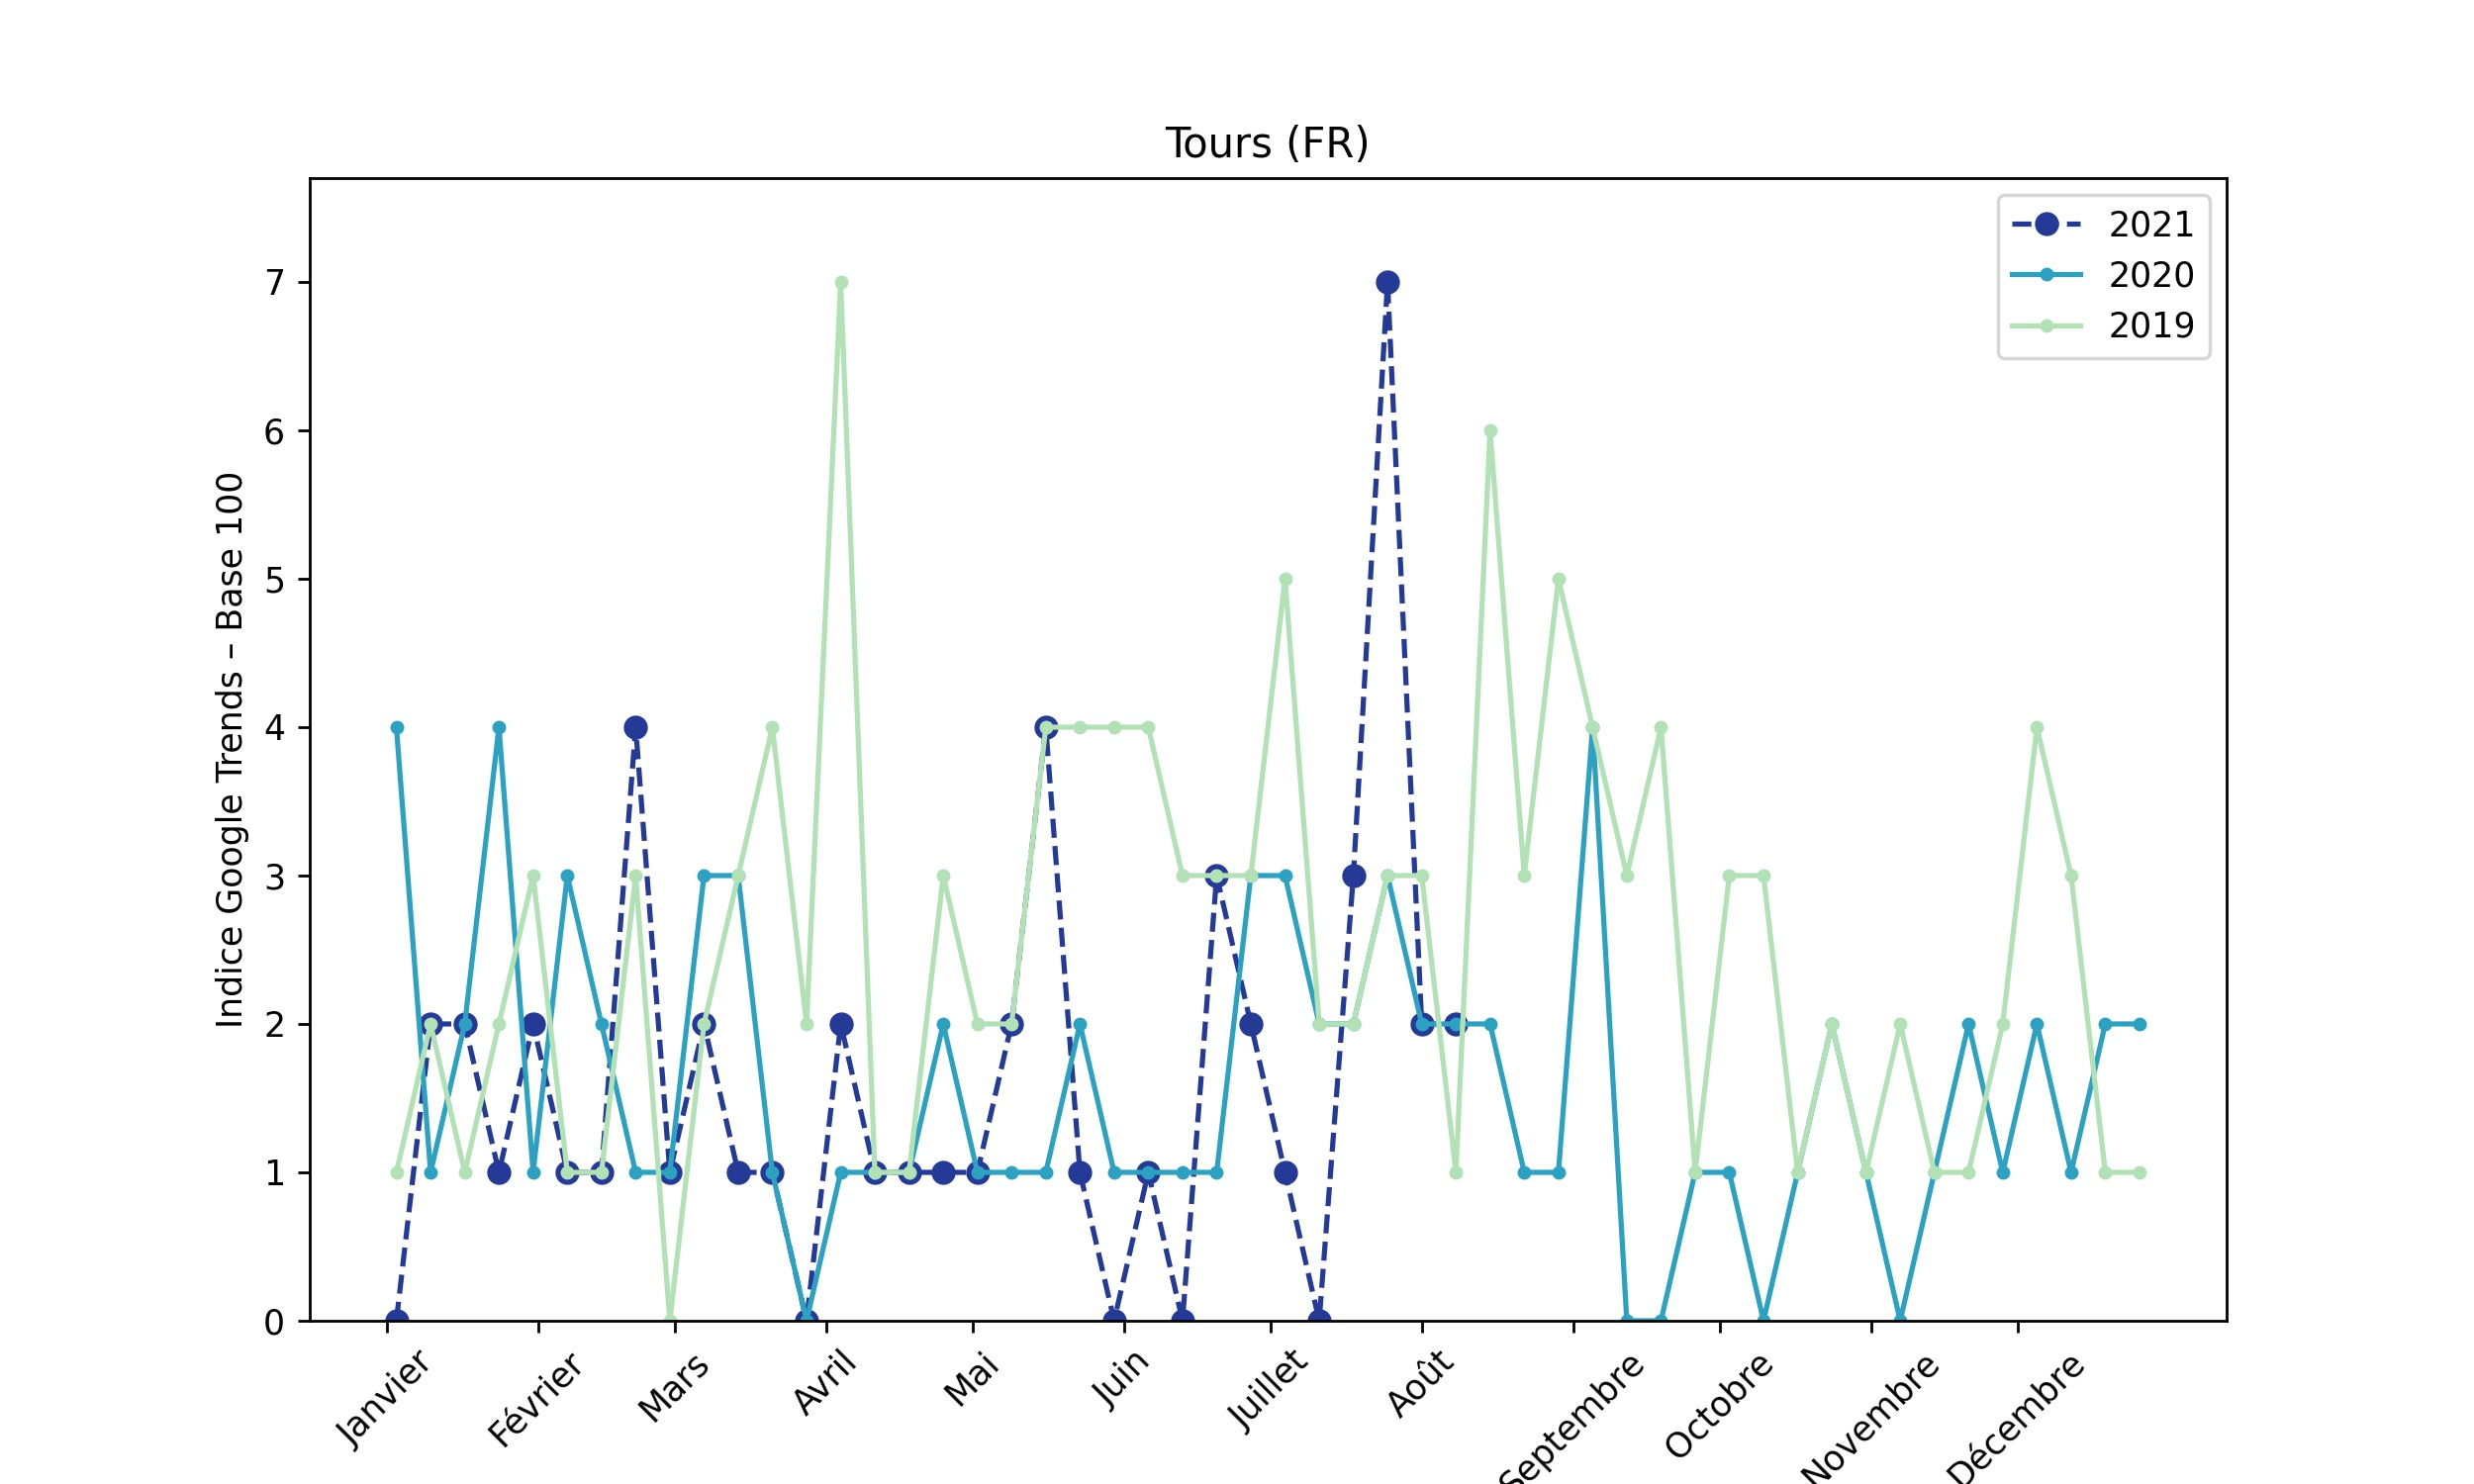 Tours (FR)
2021
2020
2019
Indice Google Trends – Base 100
7
6
5
4
3
2
1
0
Janvier
Février
Mars
Avril
Mai
Juin
Juillet
Août
Septembre
Octobre
Novembre
Décembre